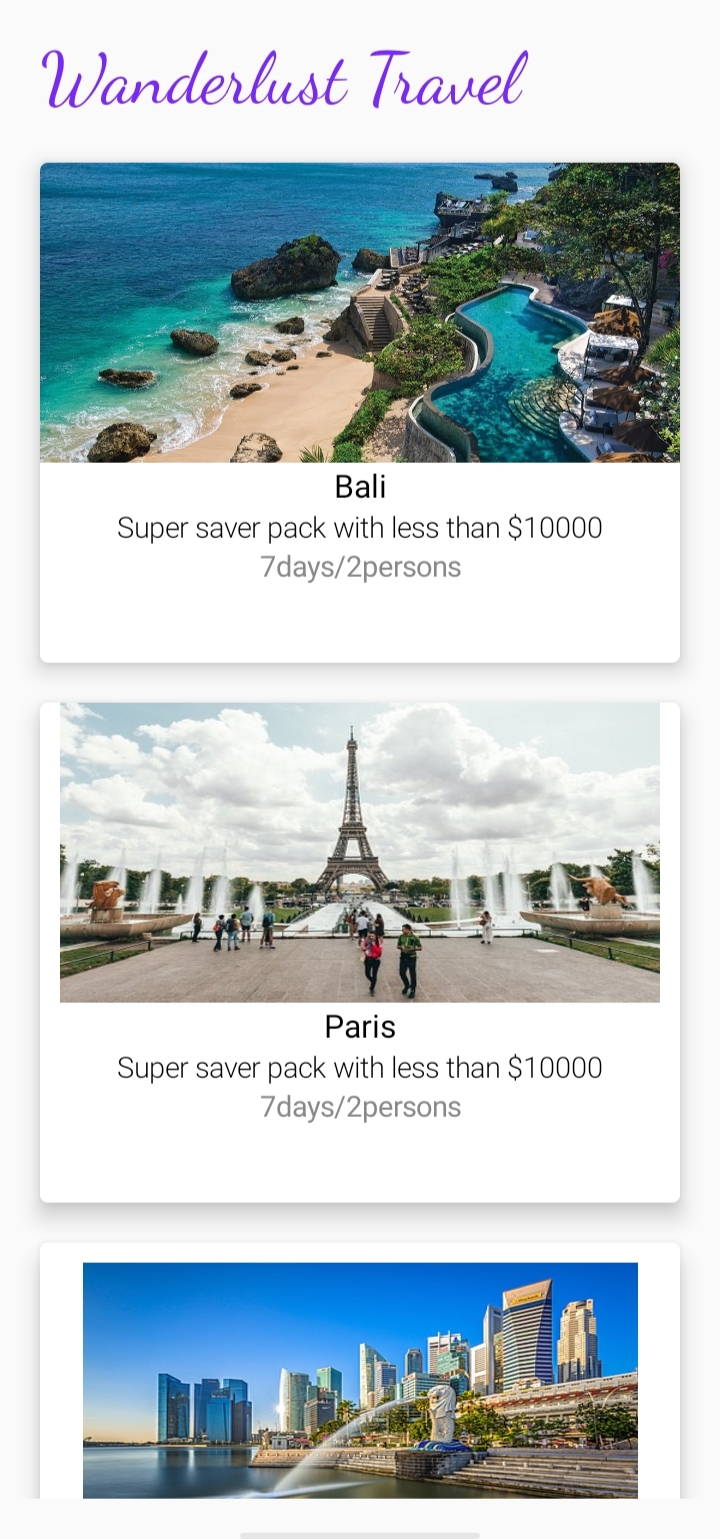 Wanderlust Travel
Bali
Super saver pack with less than $10000
7days/2persons
Paris
Super saver pack with less than $10000
7days/2persons